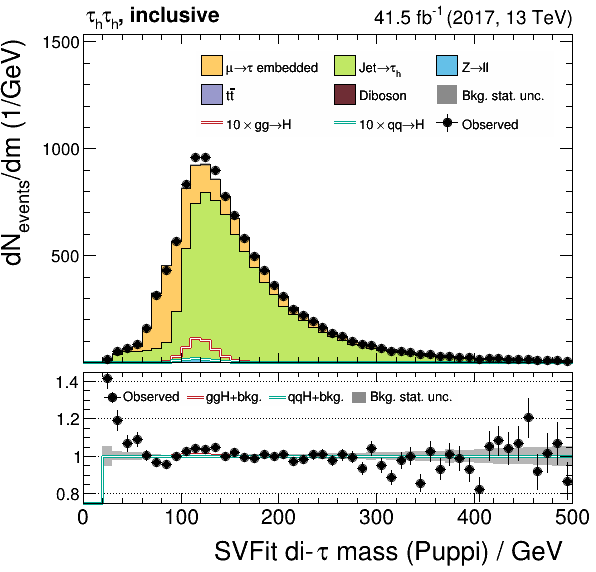 τhτh, inclusive 41.5 fb⁻¹ (2017, 13 TeV)
dNevents/dm (1/GeV)
1500
1000
500
μ→τ embedded Jet→τh Z→ll
tt̄ Diboson Bkg. stat. unc.
10 × gg→H 10 × qq→H Observed
1.4
1.2
1
0.8
Observed ggH+bkg. qqH+bkg. Bkg. stat. unc.
0 100 200 300 400 500
SVFit di-τ mass (Puppi) / GeV